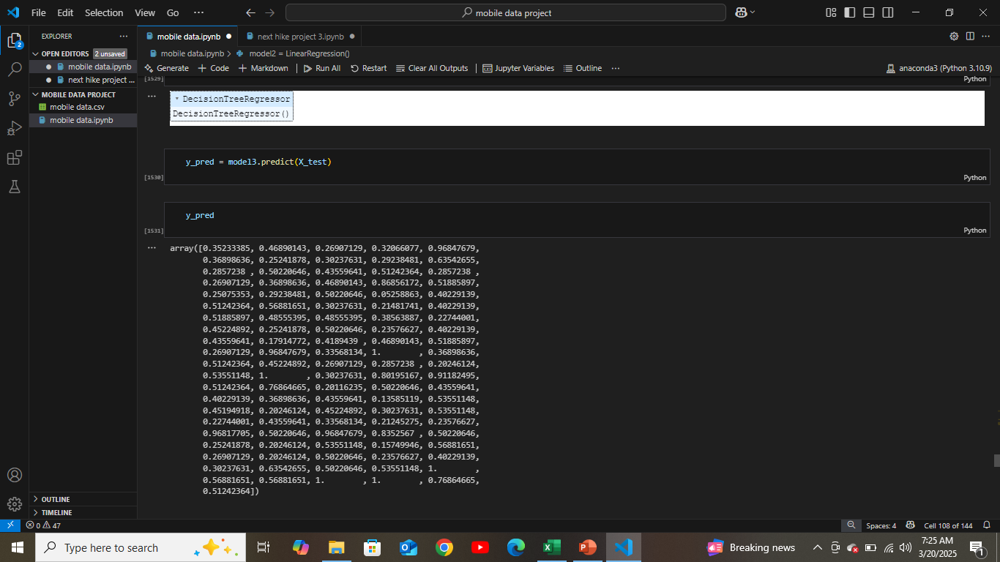 File Edit Selection View Go ···
mobile data project
EXPLORER ···
OPEN EDITORS 2 unsaved
mobile data.ipynb
next hike project ...
MOBILE DATA PROJECT
mobile data.csv
mobile data.ipynb
OUTLINE
TIMELINE
2
mobile data.ipynb
next hike project 3.ipynb
mobile data.ipynb > model2 = LinearRegression()
Generate + Code + Markdown Run All Restart Clear All Outputs Jupyter Variables Outline ··· anaconda3 (Python 3.10.9)
[1529] Python
DecisionTreeRegressor
DecisionTreeRegressor()
y_pred = model3.predict(X_test)
[1530] Python
y_pred
[1531] Python
array([0.35233385, 0.46890143, 0.26907129, 0.32066077, 0.96847679,
0.36898636, 0.25241878, 0.30237631, 0.29238481, 0.63542655,
0.2857238 , 0.50220646, 0.43559641, 0.51242364, 0.2857238 ,
0.26907129, 0.36898636, 0.46890143, 0.86856172, 0.51885897,
0.25075353, 0.29238481, 0.50220646, 0.05258863, 0.40229139,
0.51242364, 0.56881651, 0.30237631, 0.21481741, 0.40229139,
0.51885897, 0.48555395, 0.48555395, 0.38563887, 0.22744001,
0.45224892, 0.25241878, 0.50220646, 0.23576627, 0.40229139,
0.43559641, 0.17914772, 0.4189439 , 0.46890143, 0.51885897,
0.26907129, 0.96847679, 0.33568134, 1.        , 0.36898636,
0.51242364, 0.45224892, 0.26907129, 0.2857238 , 0.20246124,
0.53551148, 1.        , 0.30237631, 0.80195167, 0.91182495,
0.51242364, 0.76864665, 0.20116235, 0.50220646, 0.43559641,
0.40229139, 0.36898636, 0.43559641, 0.13585119, 0.53551148,
0.45194918, 0.20246124, 0.45224892, 0.30237631, 0.53551148,
0.22744001, 0.43559641, 0.33568134, 0.21245275, 0.23576627,
0.96817705, 0.50220646, 0.96847679, 0.8352567 , 0.50220646,
0.25241878, 0.20246124, 0.53551148, 0.15749946, 0.56881651,
0.26907129, 0.20246124, 0.50220646, 0.23576627, 0.40229139,
0.30237631, 0.63542655, 0.50220646, 0.53551148, 1.        ,
0.56881651, 0.56881651, 1.        , 1.        , 0.76864665,
0.51242364])
0 47
Spaces: 4 Cell 108 of 144
Type here to search
Breaking news
7:25 AM
3/20/2025
1